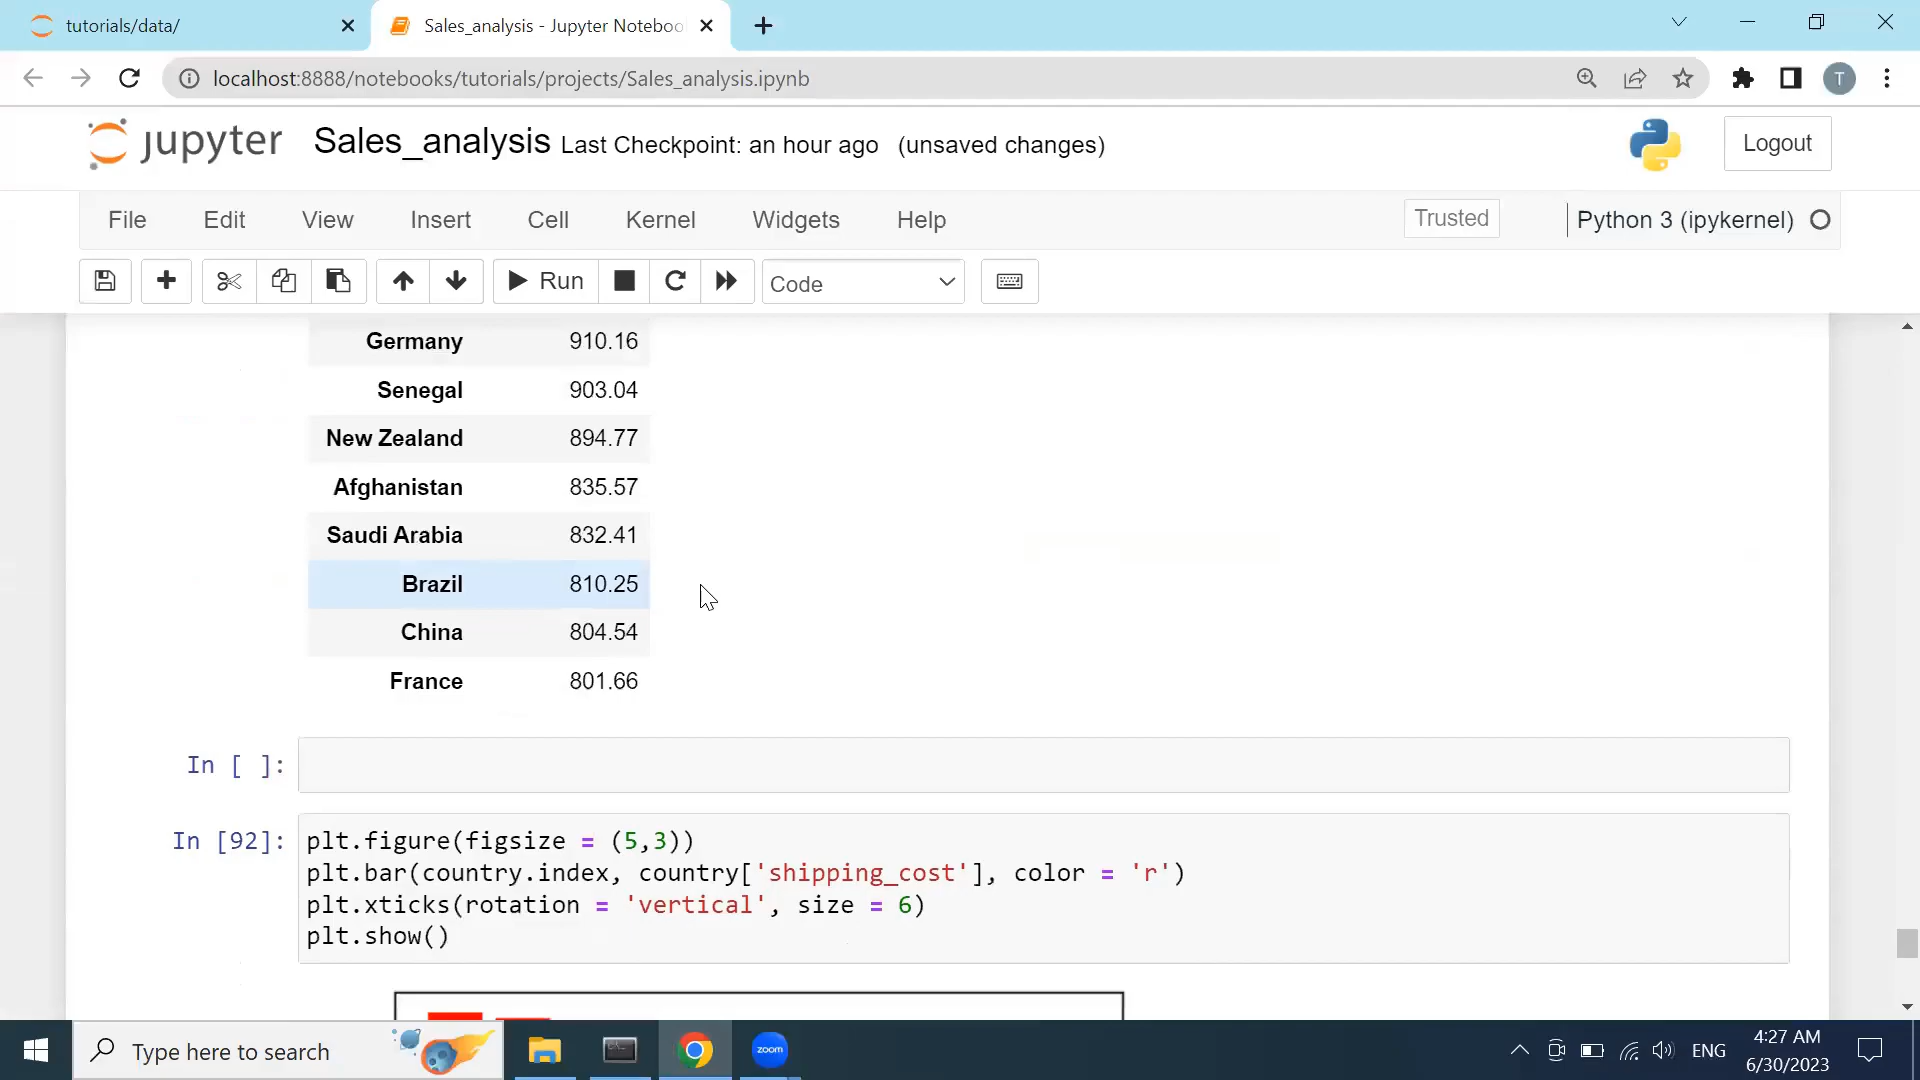 tutorials/data/
Sales_analysis - Jupyter Noteboo
localhost:8888/notebooks/tutorials/projects/Sales_analysis.ipynb
T
jupyter
Sales_analysis Last Checkpoint: an hour ago (unsaved changes)
Logout
File Edit View Insert Cell Kernel Widgets Help
Trusted
Python 3 (ipykernel)
Run
Code
Germany 910.16
Senegal 903.04
New Zealand 894.77
Afghanistan 835.57
Saudi Arabia 832.41
Brazil 810.25
China 804.54
France 801.66
In [ ]:
In [92]: plt.figure(figsize = (5,3))
plt.bar(country.index, country['shipping_cost'], color = 'r')
plt.xticks(rotation = 'vertical', size = 6)
plt.show()
Type here to search
zoom
ENG
4:27 AM
6/30/2023